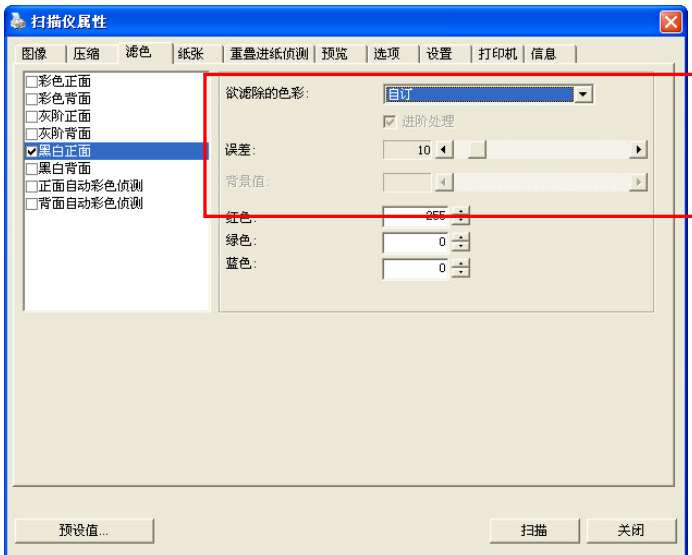 扫描仪属性
图像 压缩 滤色 纸张 重叠进纸侦测 预览 选项 设置 打印机 信息
彩色正面
彩色背面
灰阶正面
灰阶背面
黑白正面
黑白背面
正面自动彩色侦测
背面自动彩色侦测
欲滤除的色彩: 自订
进阶处理
误差: 10
背景值:
红色: 255
绿色: 0
蓝色: 0
预设值... 扫描 关闭